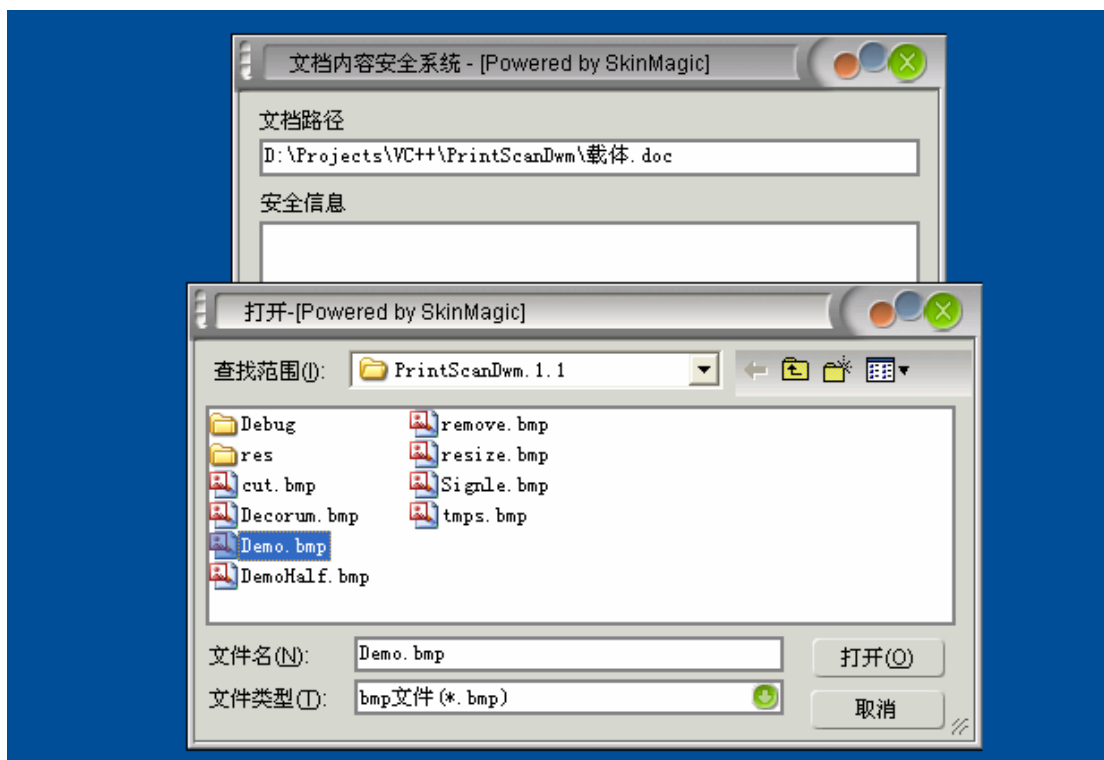 文档内容安全系统 - [Powered by SkinMagic]
文档路径
D:\Projects\VC++\PrintScanDwm\载体.doc
安全信息
打开-[Powered by SkinMagic]
查找范围(I):
PrintScanDwm.1.1
Debug
res
cut.bmp
Decorum.bmp
Demo.bmp
DemoHalf.bmp
remove.bmp
resize.bmp
Signle.bmp
tmps.bmp
文件名(N):
Demo.bmp
打开(O)
文件类型(T):
bmp文件(*.bmp)
取消